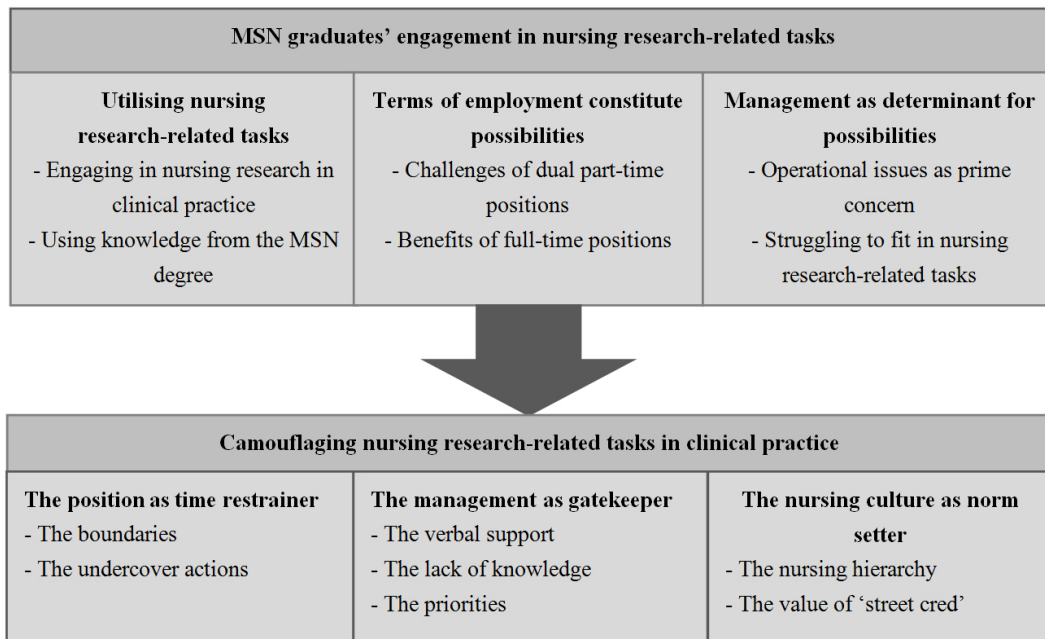 MSN graduates’ engagement in nursing research-related tasks
Utilising nursing
research-related tasks
- Engaging in nursing research in
clinical practice
- Using knowledge from the MSN
degree
Terms of employment constitute
possibilities
- Challenges of dual part-time
positions
- Benefits of full-time positions
Management as determinant for
possibilities
- Operational issues as prime
concern
- Struggling to fit in nursing
research-related tasks
Camouflaging nursing research-related tasks in clinical practice
The position as time restrainer
- The boundaries
- The undercover actions
The management as gatekeeper
- The verbal support
- The lack of knowledge
- The priorities
The nursing culture as norm
setter
- The nursing hierarchy
- The value of ‘street cred’